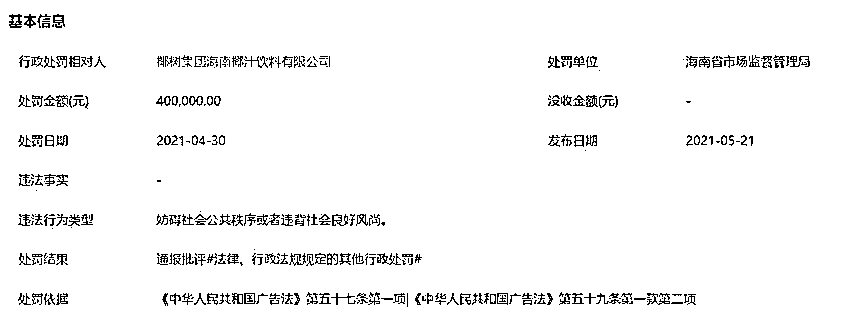 基本信息
行政处罚相对人 椰树集团海南椰汁饮料有限公司 处罚单位 海南省市场监督管理局
处罚金额(元) 400,000.00 没收金额(元) -
处罚日期 2021-04-30 发布日期 2021-05-21
违法事实 -
违法行为类型 妨碍社会公共秩序或者违背社会良好风尚。
处罚结果 通报批评#法律、行政法规规定的其他行政处罚#
处罚依据 《中华人民共和国广告法》第五十七条第一项|《中华人民共和国广告法》第五十九条第一款第二项